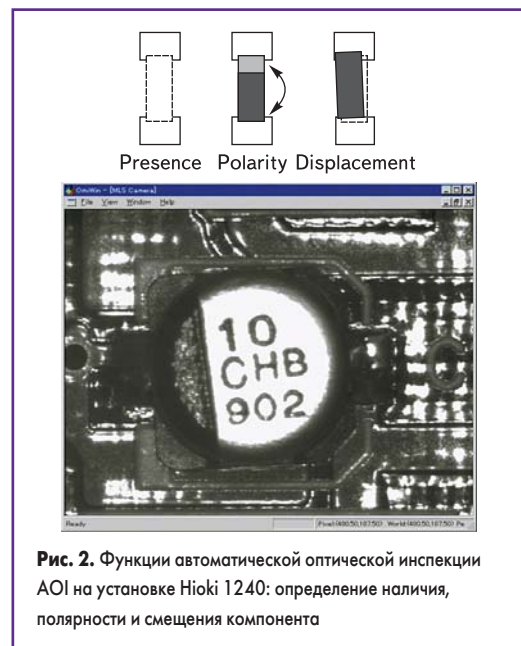 Presence Polarity Displacement
OmiWin - [MLS Camera]
File View Window Help
10
CHB
902
Ready
Рис. 2. Функции автоматической оптической инспекции
AOI на установке Hioki 1240: определение наличия,
полярности и смещения компонента